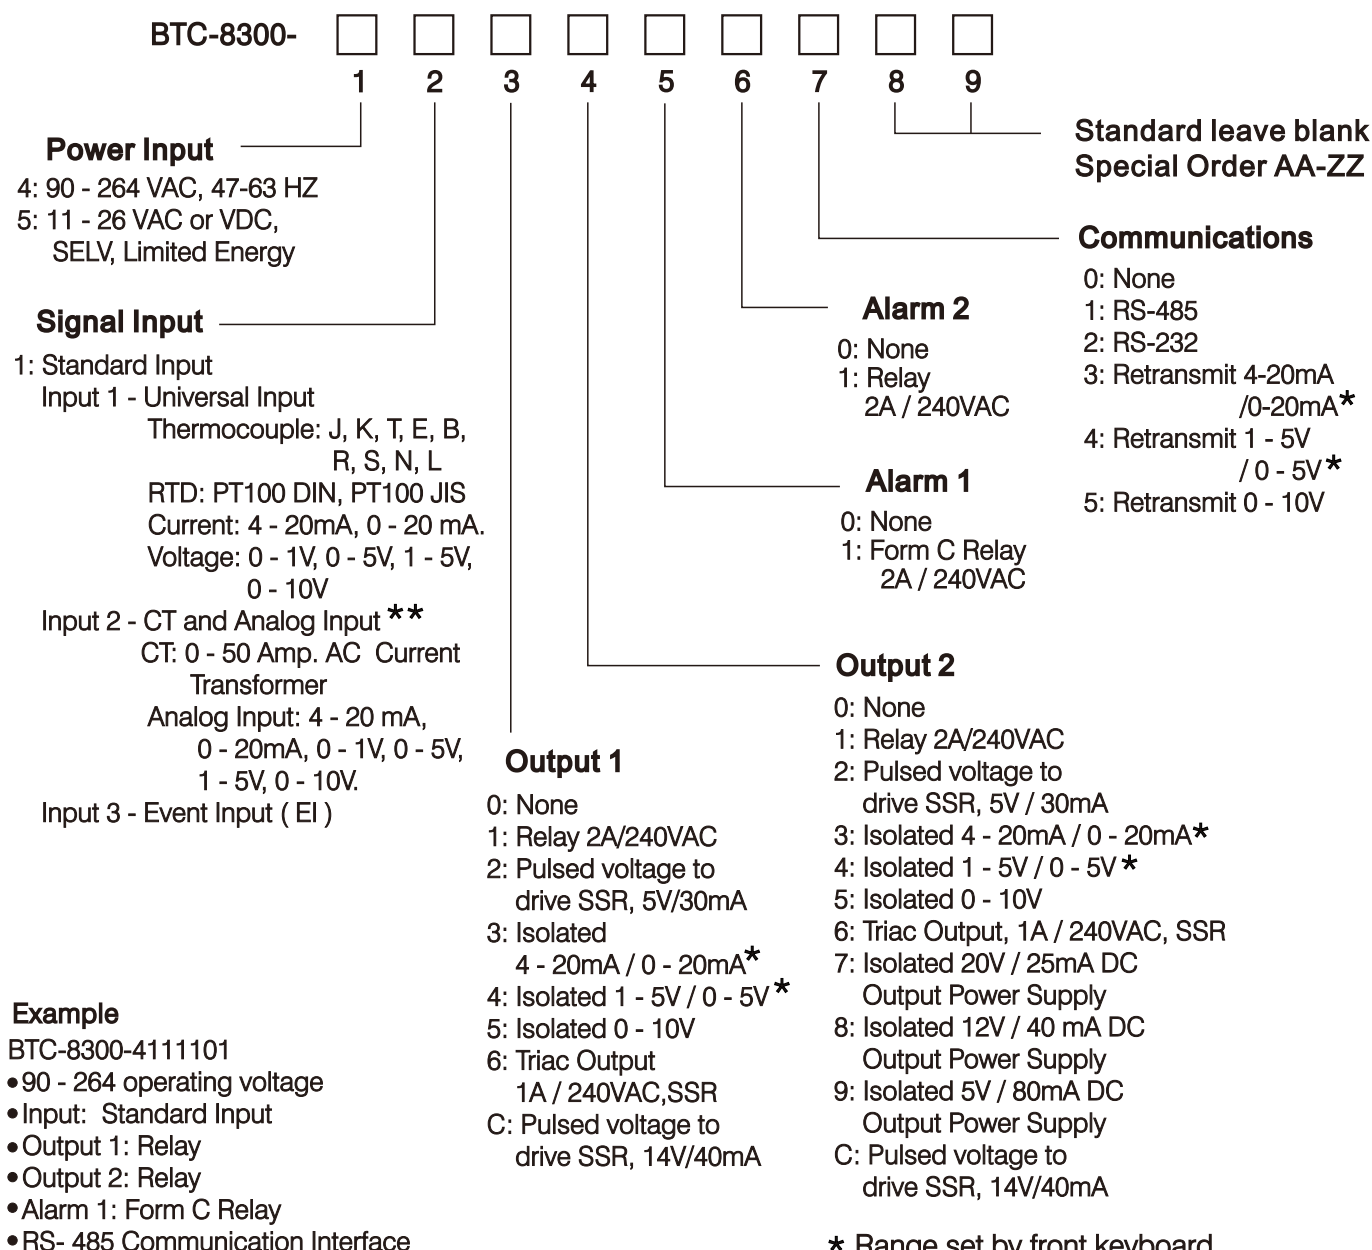 BTC-8300-
1 2 3 4 5 6 7 8 9
Power Input
4: 90 - 264 VAC, 47-63 HZ
5: 11 - 26 VAC or VDC,
SELV, Limited Energy
Signal Input
1: Standard Input
Input 1 - Universal Input
Thermocouple: J, K, T, E, B,
R, S, N, L
RTD: PT100 DIN, PT100 JIS
Current: 4 - 20mA, 0 - 20 mA.
Voltage: 0 - 1V, 0 - 5V, 1 - 5V,
0 - 10V
Input 2 - CT and Analog Input **
CT: 0 - 50 Amp. AC Current
Transformer
Analog Input: 4 - 20 mA,
0 - 20mA, 0 - 1V, 0 - 5V,
1 - 5V, 0 - 10V.
Input 3 - Event Input ( EI )
Output 1
0: None
1: Relay 2A/240VAC
2: Pulsed voltage to
drive SSR, 5V/30mA
3: Isolated
4 - 20mA / 0 - 20mA*
4: Isolated 1 - 5V / 0 - 5V*
5: Isolated 0 - 10V
6: Triac Output
1A / 240VAC,SSR
C: Pulsed voltage to
drive SSR, 14V/40mA
Output 2
0: None
1: Relay 2A/240VAC
2: Pulsed voltage to
drive SSR, 5V / 30mA
3: Isolated 4 - 20mA / 0 - 20mA*
4: Isolated 1 - 5V / 0 - 5V*
5: Isolated 0 - 10V
6: Triac Output, 1A / 240VAC, SSR
7: Isolated 20V / 25mA DC
Output Power Supply
8: Isolated 12V / 40 mA DC
Output Power Supply
9: Isolated 5V / 80mA DC
Output Power Supply
C: Pulsed voltage to
drive SSR, 14V/40mA
Alarm 1
0: None
1: Form C Relay
2A / 240VAC
Alarm 2
0: None
1: Relay
2A / 240VAC
Communications
0: None
1: RS-485
2: RS-232
3: Retransmit 4-20mA
/0-20mA*
4: Retransmit 1 - 5V
/ 0 - 5V*
5: Retransmit 0 - 10V
Standard leave blank
Special Order AA-ZZ
Example
BTC-8300-4111101
•90 - 264 operating voltage
•Input: Standard Input
•Output 1: Relay
•Output 2: Relay
•Alarm 1: Form C Relay
•RS- 485 Communication Interface
* Range set by front keyboard